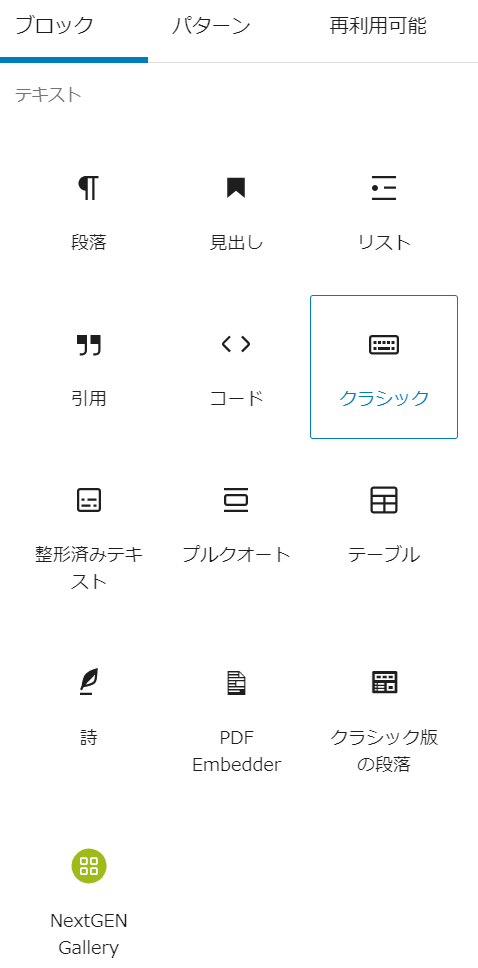 ブロック パターン 再利用可能
テキスト
段落 見出し リスト
引用 コード クラシック
整形済みテキ
スト
プルクオート テーブル
詩
PDF
Embedder
クラシック版
の段落
NextGEN
Gallery